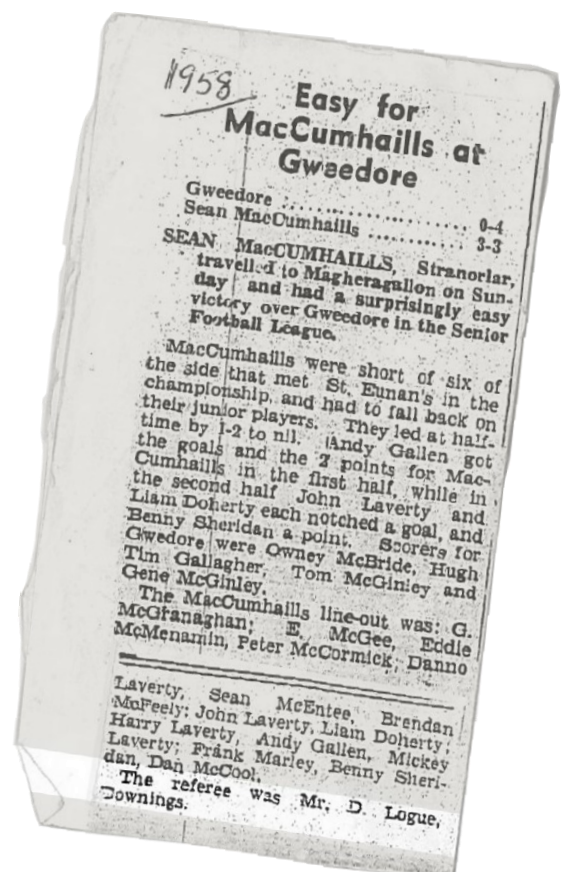 1958
Easy for
MacCumhaills at
Gweedore
Gweedore .......................... 0-4
Sean MacCumhaills ............ 3-3
SEAN MacCUMHAILLS, Stranorlar,
travelled to Magheragallon on Sun-
day and had a surprisingly easy
victory over Gweedore in the Senior
Football League.
MacCumhaills were short of six of
the side that met St. Eunan's in the
championship, and had to fall back on
their junior players. They led at half-
time by 1-2 to nil. Andy Gallen got
the goals and the 2 points for Mac-
Cumhaills in the first half, while in
the second half John Laverty and
Liam Doherty each notched a goal, and
Benny Sheridan a point. Scorers for
Gwedore were Owney McBride, Hugh
Tim Gallagher, Tom McGinley and
Gene McGinley.
The MacCumhaills line-out was: G.
McGranaghan; E. McGee, Eddie
McMenamin, Peter McCormick; Danno
Laverty, Sean McEntee, Brendan
McFeely; John Laverty, Liam Doherty;
Harry Laverty, Andy Gallen, Mickey
Laverty; Frank Marley, Benny Sheri-
dan, Dan McCool.
The referee was Mr. D. Logue,
Downings.